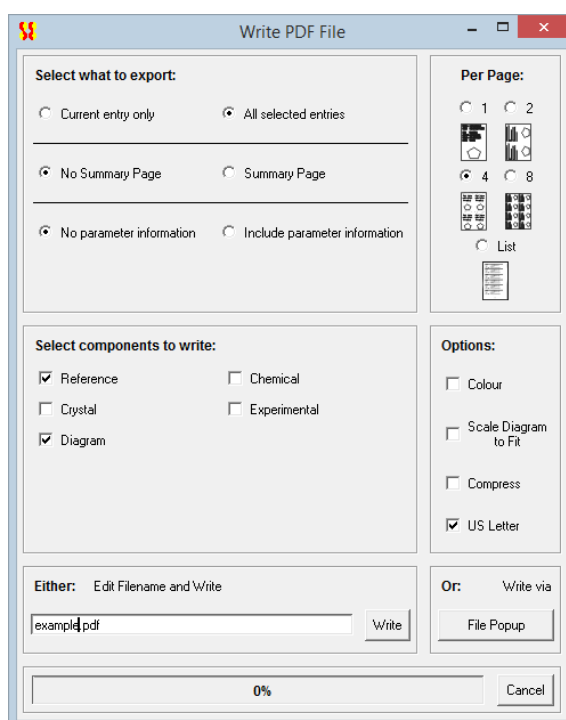 Write PDF File
Select what to export:
Current entry only
All selected entries
No Summary Page
Summary Page
No parameter information
Include parameter information
Per Page:
1 2
4 8
List
Select components to write:
Reference
Chemical
Crystal
Experimental
Diagram
Options:
Colour
Scale Diagram
to Fit
Compress
US Letter
Either: Edit Filename and Write
example.pdf
Write
Or: Write via
File Popup
0%
Cancel